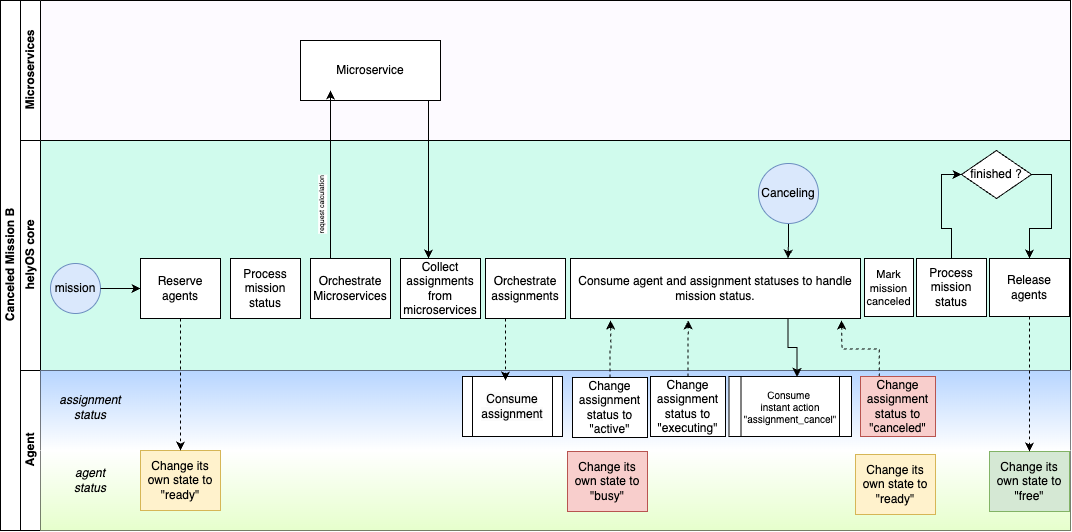 Canceled Mission B
Microservices
Microservice
helyOS core
request calculation
finished ?
Canceling
mission
Reserve
agents
Process
mission
status
Orchestrate
Microservices
Collect
assignments
from
microservices
Orchestrate
assignments
Consume agent and assignment statuses to handle
mission status.
Mark
mission
canceled
Process
mission
status
Release
agents
Agent
assignment
status
Consume
assignment
Change
assignment
status to
"active"
Change
assignment
status to
"executing"
Consume
instant action
"assignment_cancel"
Change
assignment
status to
"canceled"
agent
status
Change its
own state to
"ready"
Change its
own state to
"busy"
Change its
own state to
"ready"
Change its
own state to
"free"